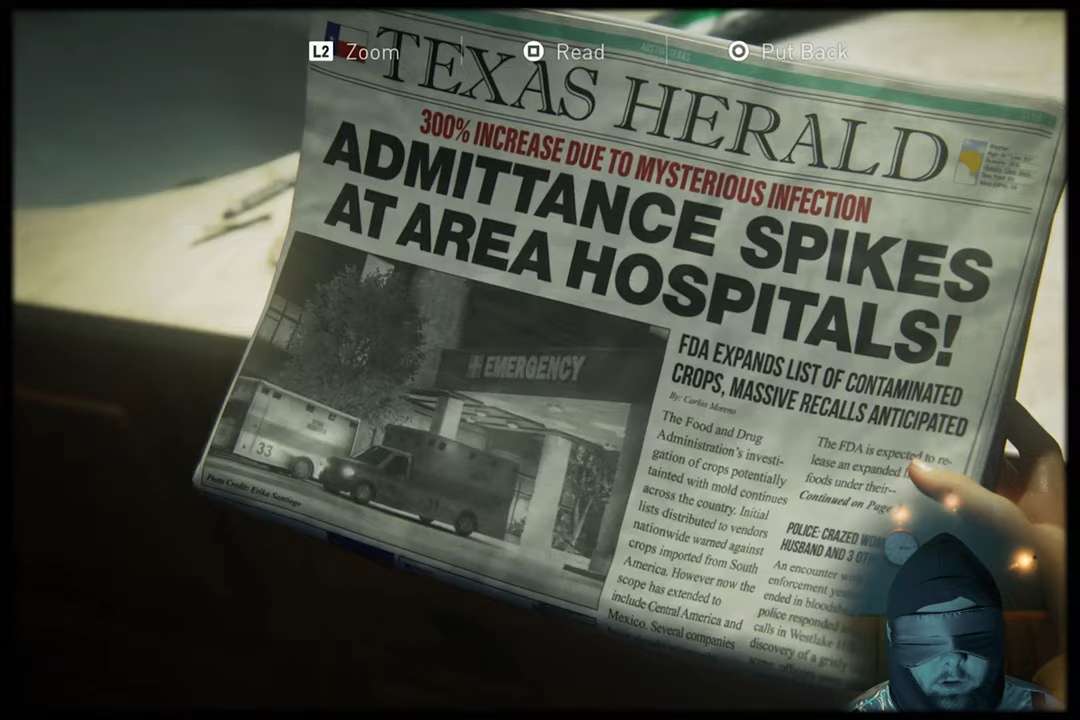 L2 Zoom
Read
Put Back
TEXAS HERALD
300% INCREASE DUE TO MYSTERIOUS INFECTION
ADMITTANCE SPIKES
AT AREA HOSPITALS!
EMERGENCY
33
Photo Credit: Erika Santiago
FDA EXPANDS LIST OF CONTAMINATED
CROPS, MASSIVE RECALLS ANTICIPATED
By: Carlos Moreno
The Food and Drug
Administration's investi-
gation of crops potentially
tainted with mold continues
across the country. Initial
lists distributed to vendors
nationwide warned against
crops imported from South
America. However now the
scope has extended to
include Central America and
Mexico. Several companies
The FDA is expected to re-
lease an expanded
foods under their--
Continued on Page
POLICE: CRAZED
HUSBAND AND 3
An encounter
enforcement
ended in
police responded
calls in Westlake
discovery of a